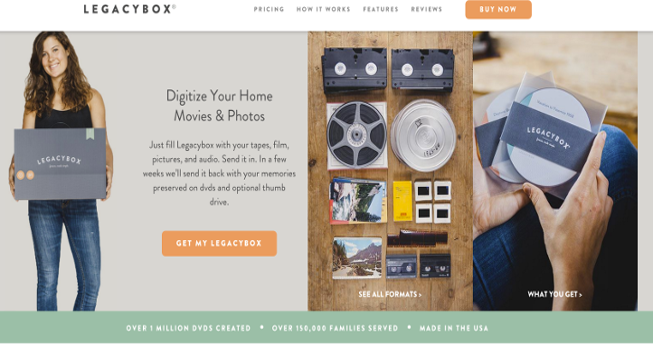 LEGACYBOX®
PRICING HOW IT WORKS FEATURES REVIEWS BUY NOW
Digitize Your Home
Movies & Photos
Just fill Legacybox with your tapes, film,
pictures, and audio. Send it in. In a few
weeks we'll send it back with your memories
preserved on dvds and optional thumb
drive.
GET MY LEGACYBOX
LEGACYBOX
LEGACYBOX
SEE ALL FORMATS >
WHAT YOU GET >
OVER 1 MILLION DVDS CREATED • OVER 150,000 FAMILIES SERVED • MADE IN THE USA